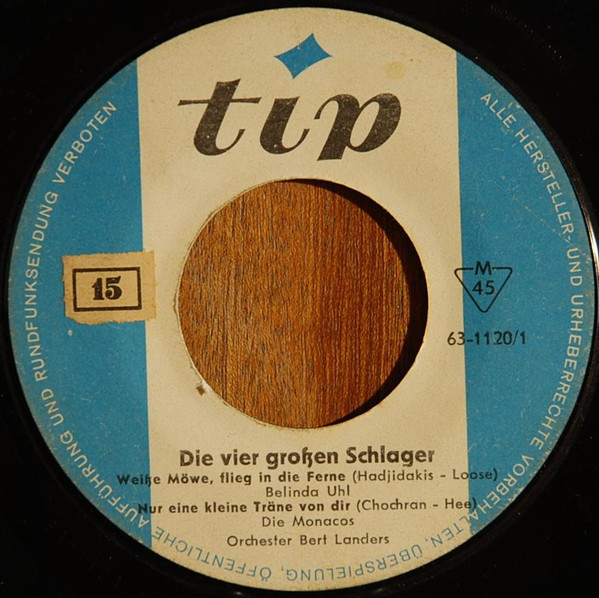 tip
ALLE HERSTELLER- UND URHEBERRECHTE VORBEHALTEN, ÜBERSPIELUNG, ÖFFENTLICHE AUFFÜHRUNG UND RUNDFUNKSENDUNG VERBOTEN
15
M
45
63-1120/1
Die vier großen Schlager
Weiße Möwe, flieg in die Ferne (Hadjidakis - Loose)
Belinda Uhl
Nur eine kleine Träne von dir (Chochran - Hee)
Die Monacos
Orchester Bert Landers